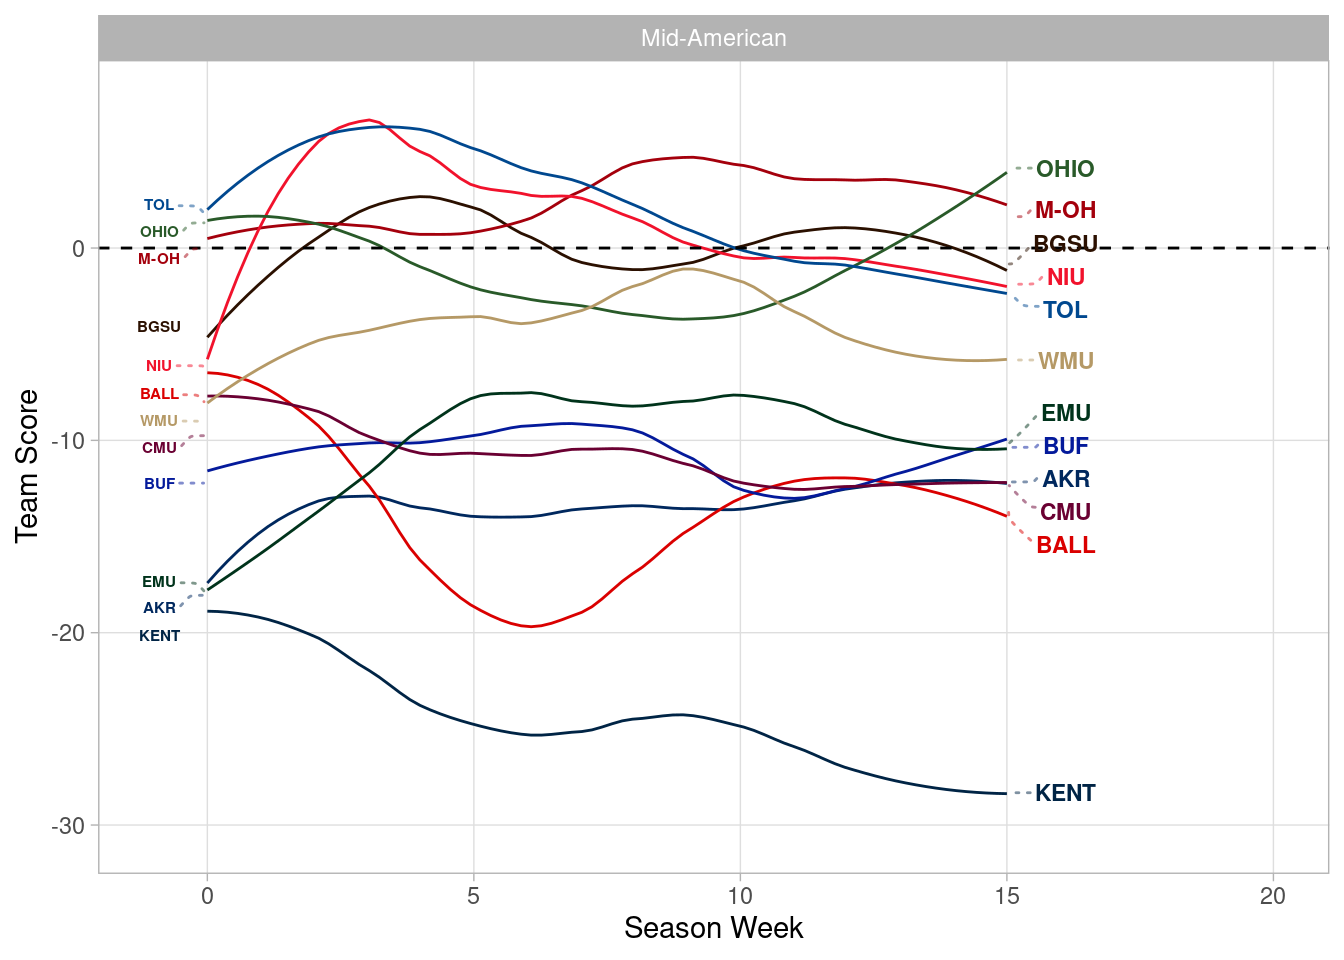 Mid-American
Team Score
0
-10
-20
-30
TOL
OHIO
M-OH
BGSU
NIU
BALL
WMU
CMU
BUF
EMU
AKR
KENT
OHIO
M-OH
BGSU
NIU
TOL
WMU
EMU
BUF
AKR
CMU
BALL
KENT
0 5 10 15 20
Season Week